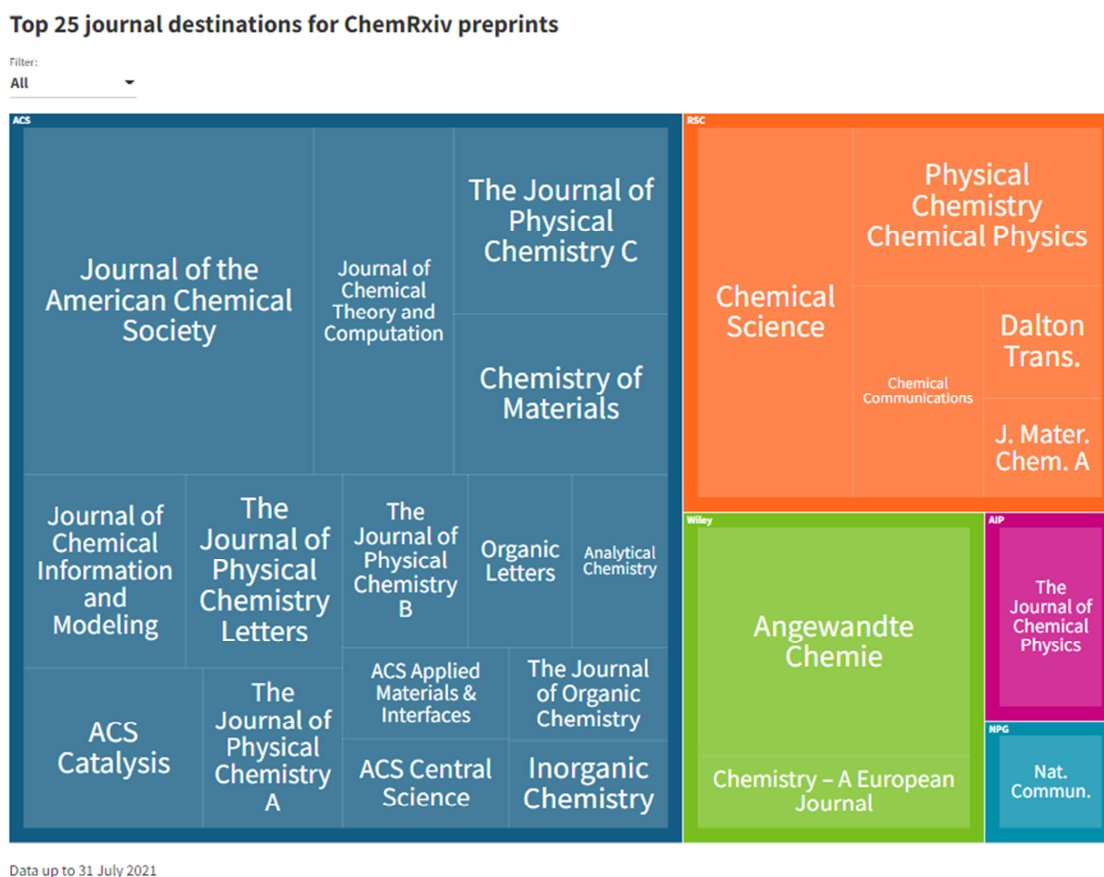 Top 25 journal destinations for ChemRxiv preprints
Filter:
All
ACS
Journal of the
American Chemical
Society
Journal of
Chemical
Theory and
Computation
The Journal of
Physical
Chemistry C
Chemistry of
Materials
Journal of
Chemical
Information
and
Modeling
The
Journal of
Physical
Chemistry
Letters
The
Journal of
Physical
Chemistry
B
Organic
Letters
Analytical
Chemistry
ACS
Catalysis
The
Journal of
Physical
Chemistry
A
ACS Applied
Materials &
Interfaces
The Journal
of Organic
Chemistry
ACS Central
Science
Inorganic
Chemistry
RSC
Chemical
Science
Physical
Chemistry
Chemical Physics
Chemical
Communications
Dalton
Trans.
J. Mater.
Chem. A
Wiley
Angewandte
Chemie
Chemistry – A European
Journal
AIP
The
Journal of
Chemical
Physics
NPG
Nat.
Commun.
Data up to 31 July 2021